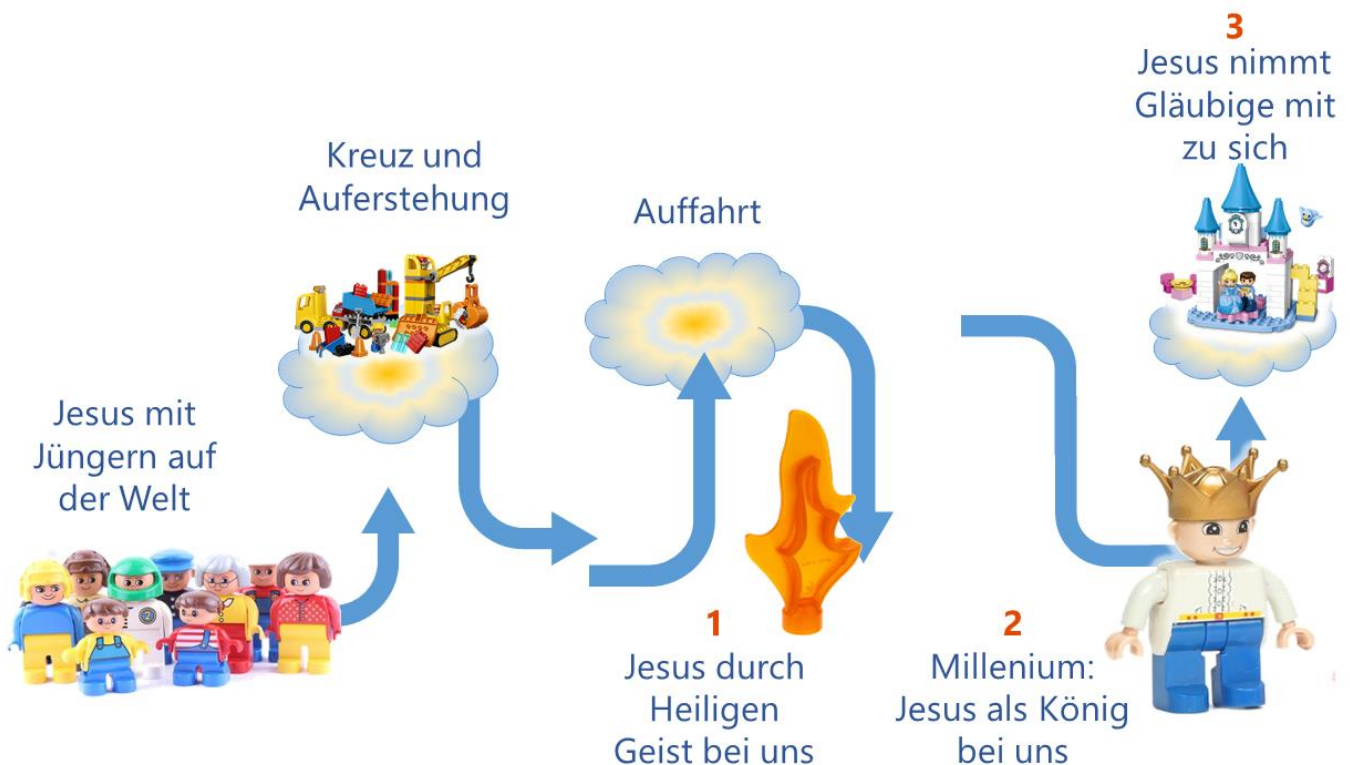 Jesus mit
Jüngern auf
der Welt
Kreuz und
Auferstehung
Auffahrt
1
Jesus durch
Heiligen
Geist bei uns
2
Millenium:
Jesus als König
bei uns
3
Jesus nimmt
Gläubige mit
zu sich